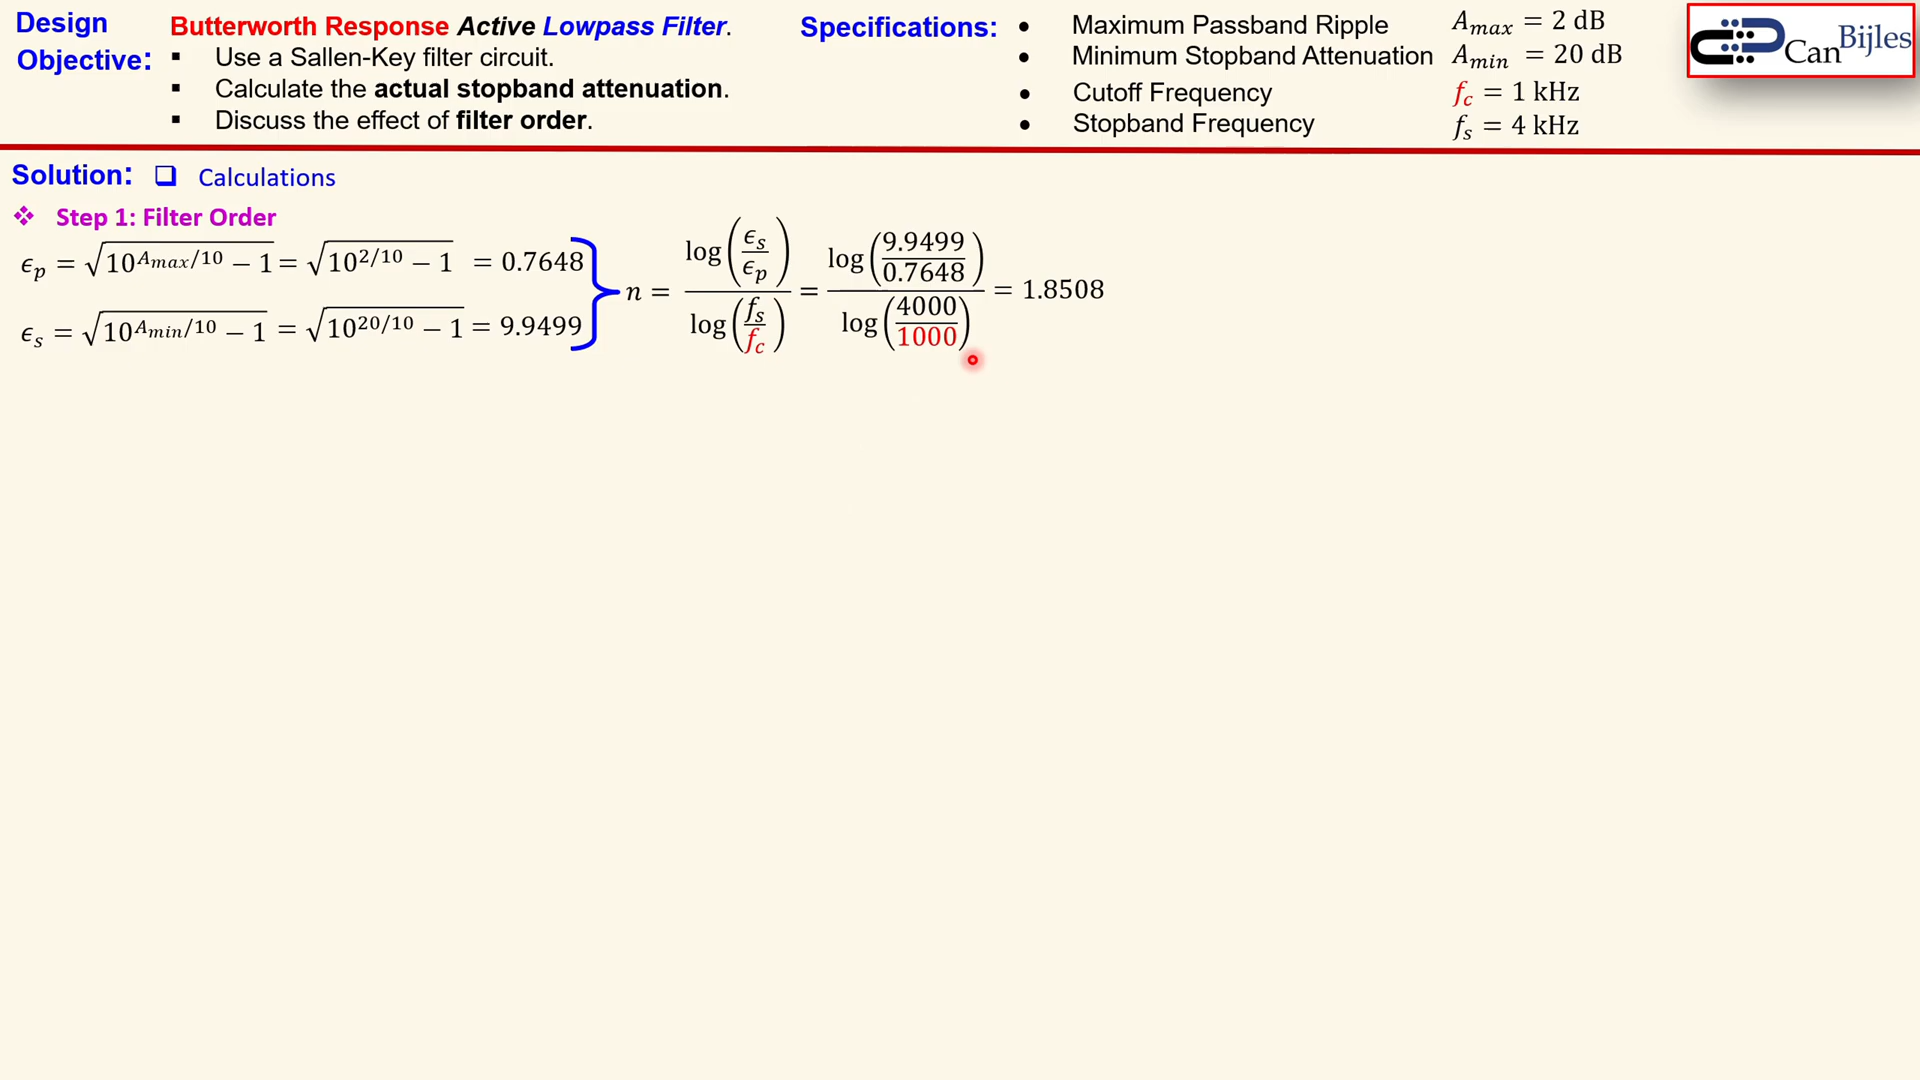 Design Objective:
Butterworth Response Active Lowpass Filter.
▪ Use a Sallen-Key filter circuit.
▪ Calculate the actual stopband attenuation.
▪ Discuss the effect of filter order.
Specifications:
• Maximum Passband Ripple A_max = 2 dB
• Minimum Stopband Attenuation A_min = 20 dB
• Cutoff Frequency f_c = 1 kHz
• Stopband Frequency f_s = 4 kHz
CanBijles
Solution: ❑ Calculations
❖ Step 1: Filter Order
ϵ_p = √(10^(A_max/10) − 1) = √(10^(2/10) − 1) = 0.7648
ϵ_s = √(10^(A_min/10) − 1) = √(10^(20/10) − 1) = 9.9499
n = log(ϵ_s/ϵ_p) / log(f_s/f_c) = log(9.9499/0.7648) / log(4000/1000) = 1.8508